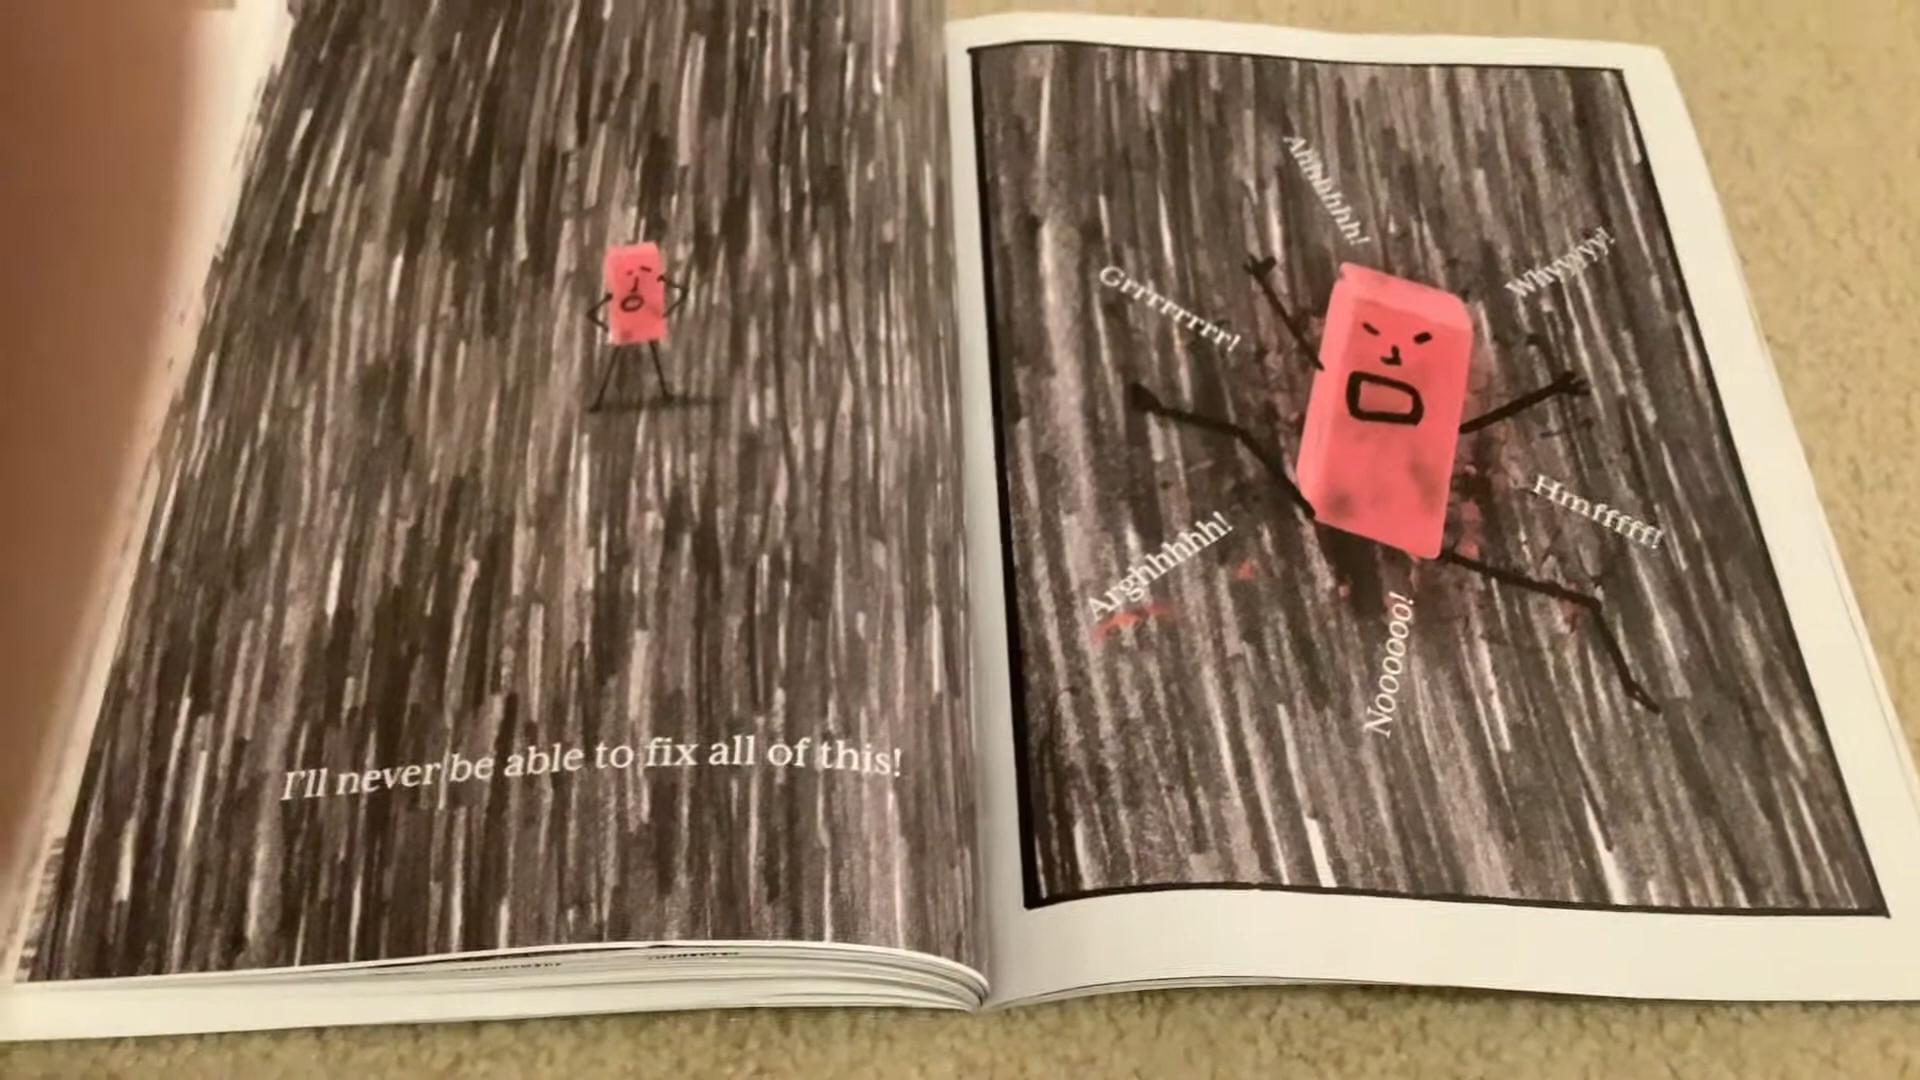 I'll never be able to fix all of this!
Ahhhhhh!
Whyyyyy!
Grrrrrrrr!
Hmffffff!
Arghhhhh!
Nooooooo!